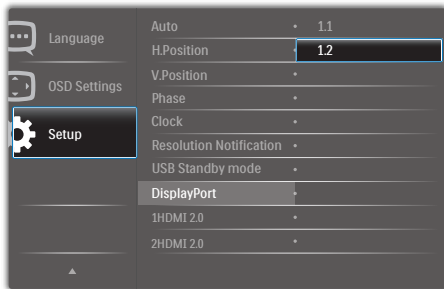 Language
OSD Settings
Setup
Auto
H.Position
V.Position
Phase
Clock
Resolution Notification
USB Standby mode
DisplayPort
1HDMI 2.0
2HDMI 2.0
1.1
1.2